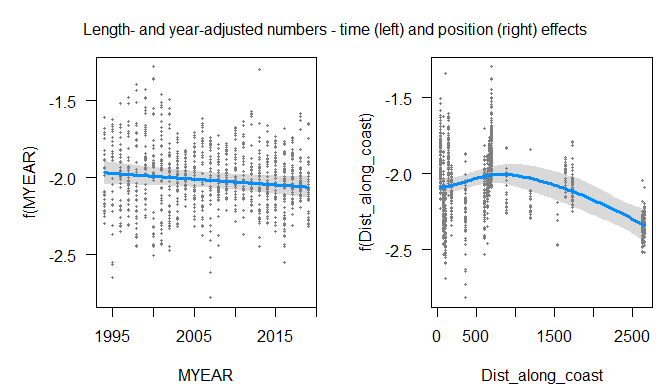 Length- and year-adjusted numbers - time (left) and position (right) effects
f(MYEAR)
-1.5
-2.0
-2.5
1995
2005
2015
MYEAR
f(Dist_along_coast)
-1.5
-2.0
-2.5
0
500
1500
2500
Dist_along_coast